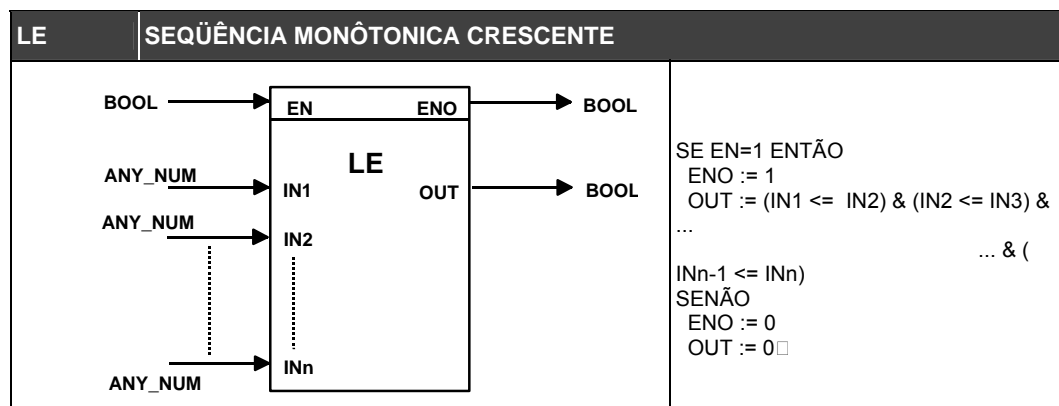 LE SEQÜÊNCIA MONÔTONICA CRESCENTE
BOOL EN ENO BOOL
LE
ANY_NUM IN1 OUT BOOL
ANY_NUM IN2
ANY_NUM INn
SE EN=1 ENTÃO
ENO := 1
OUT := (IN1 <= IN2) & (IN2 <= IN3) &
...
... & (
INn-1 <= INn)
SENÃO
ENO := 0
OUT := 0□